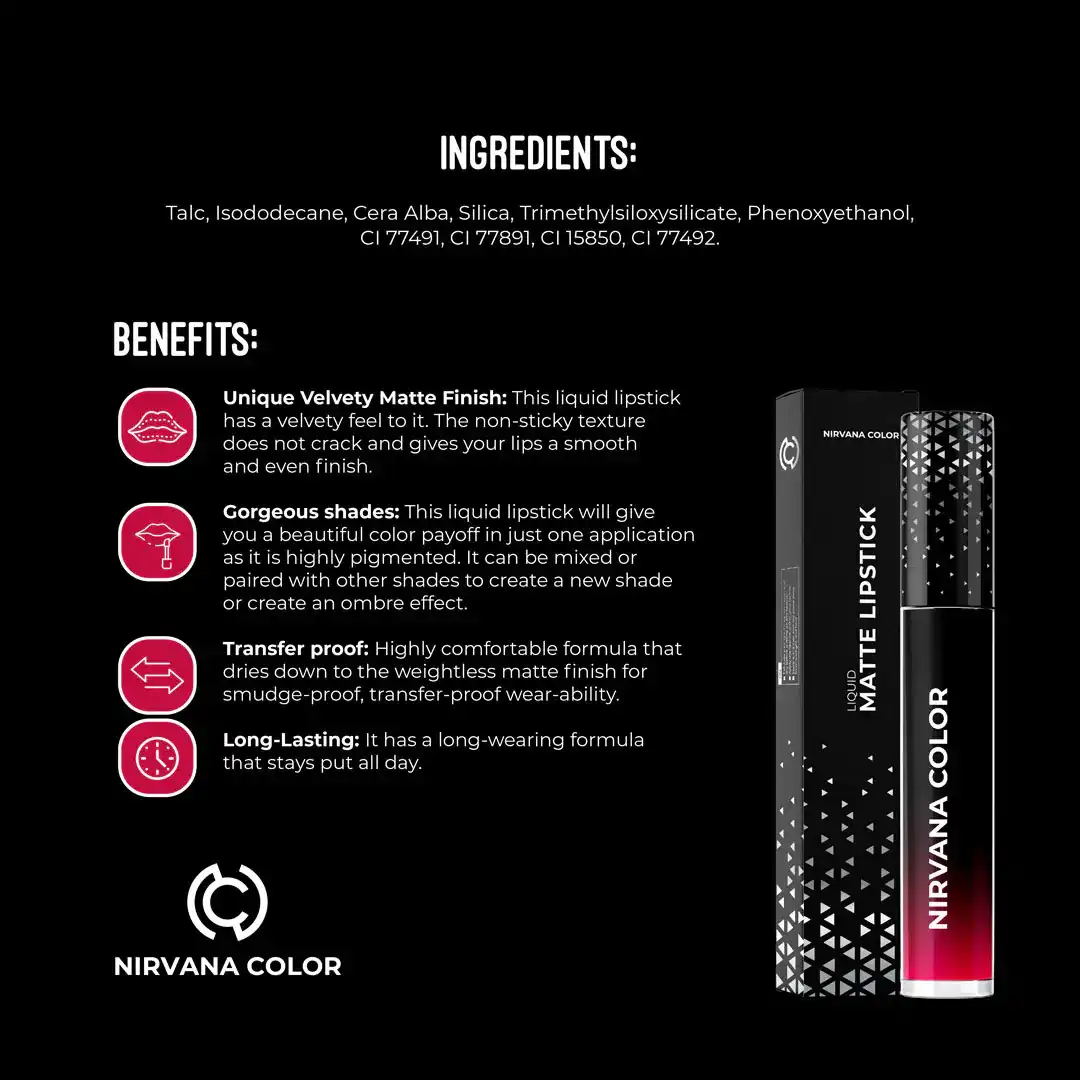 INGREDIENTS:
Talc, Isododecane, Cera Alba, Silica, Trimethylsiloxysilicate, Phenoxyethanol,
CI 77491, CI 77891, CI 15850, CI 77492.
BENEFITS:
Unique Velvety Matte Finish: This liquid lipstick
has a velvety feel to it. The non-sticky texture
does not crack and gives your lips a smooth
and even finish.
Gorgeous shades: This liquid lipstick will give
you a beautiful color payoff in just one application
as it is highly pigmented. It can be mixed or
paired with other shades to create a new shade
or create an ombre effect.
Transfer proof: Highly comfortable formula that
dries down to the weightless matte finish for
smudge-proof, transfer-proof wear-ability.
Long-Lasting: It has a long-wearing formula
that stays put all day.
NIRVANA COLOR
NIRVANA COLOR
LIQUID
MATTE LIPSTICK
NIRVANA COLOR